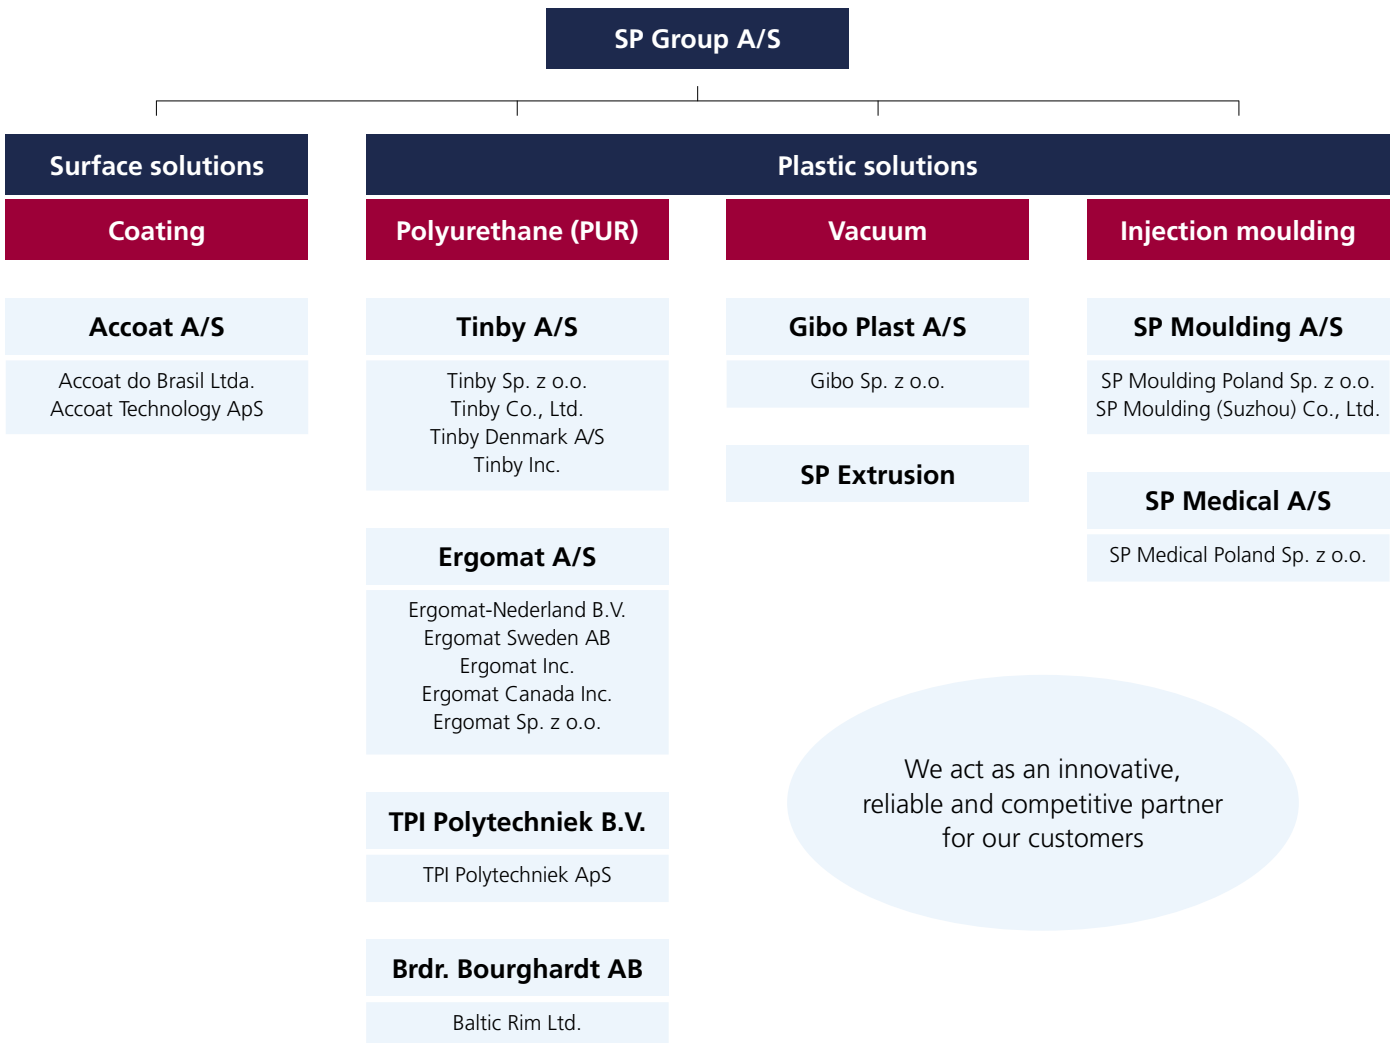 SP Group A/S
Surface solutions
Plastic solutions
Coating
Polyurethane (PUR)
Vacuum
Injection moulding
Accoat A/S
Accoat do Brasil Ltda.
Accoat Technology ApS
Tinby A/S
Tinby Sp. z o.o.
Tinby Co., Ltd.
Tinby Denmark A/S
Tinby Inc.
Ergomat A/S
Ergomat-Nederland B.V.
Ergomat Sweden AB
Ergomat Inc.
Ergomat Canada Inc.
Ergomat Sp. z o.o.
TPI Polytechniek B.V.
TPI Polytechniek ApS
Brdr. Bourghardt AB
Baltic Rim Ltd.
Gibo Plast A/S
Gibo Sp. z o.o.
SP Extrusion
SP Moulding A/S
SP Moulding Poland Sp. z o.o.
SP Moulding (Suzhou) Co., Ltd.
SP Medical A/S
SP Medical Poland Sp. z o.o.
We act as an innovative,
reliable and competitive partner
for our customers